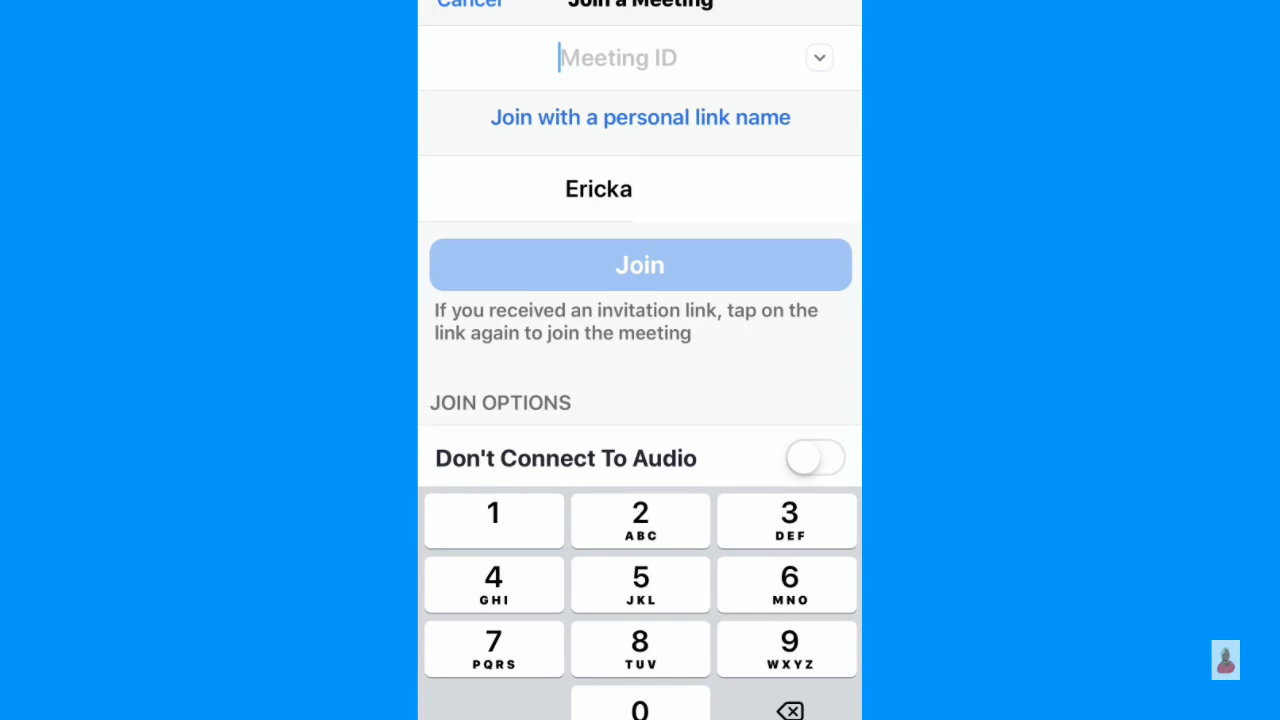 Cancel Join a Meeting
Meeting ID
Join with a personal link name
Ericka
Join
If you received an invitation link, tap on the
link again to join the meeting
JOIN OPTIONS
Don't Connect To Audio
1 2 3
ABC DEF
4 5 6
GHI JKL MNO
7 8 9
PQRS TUV WXYZ
0